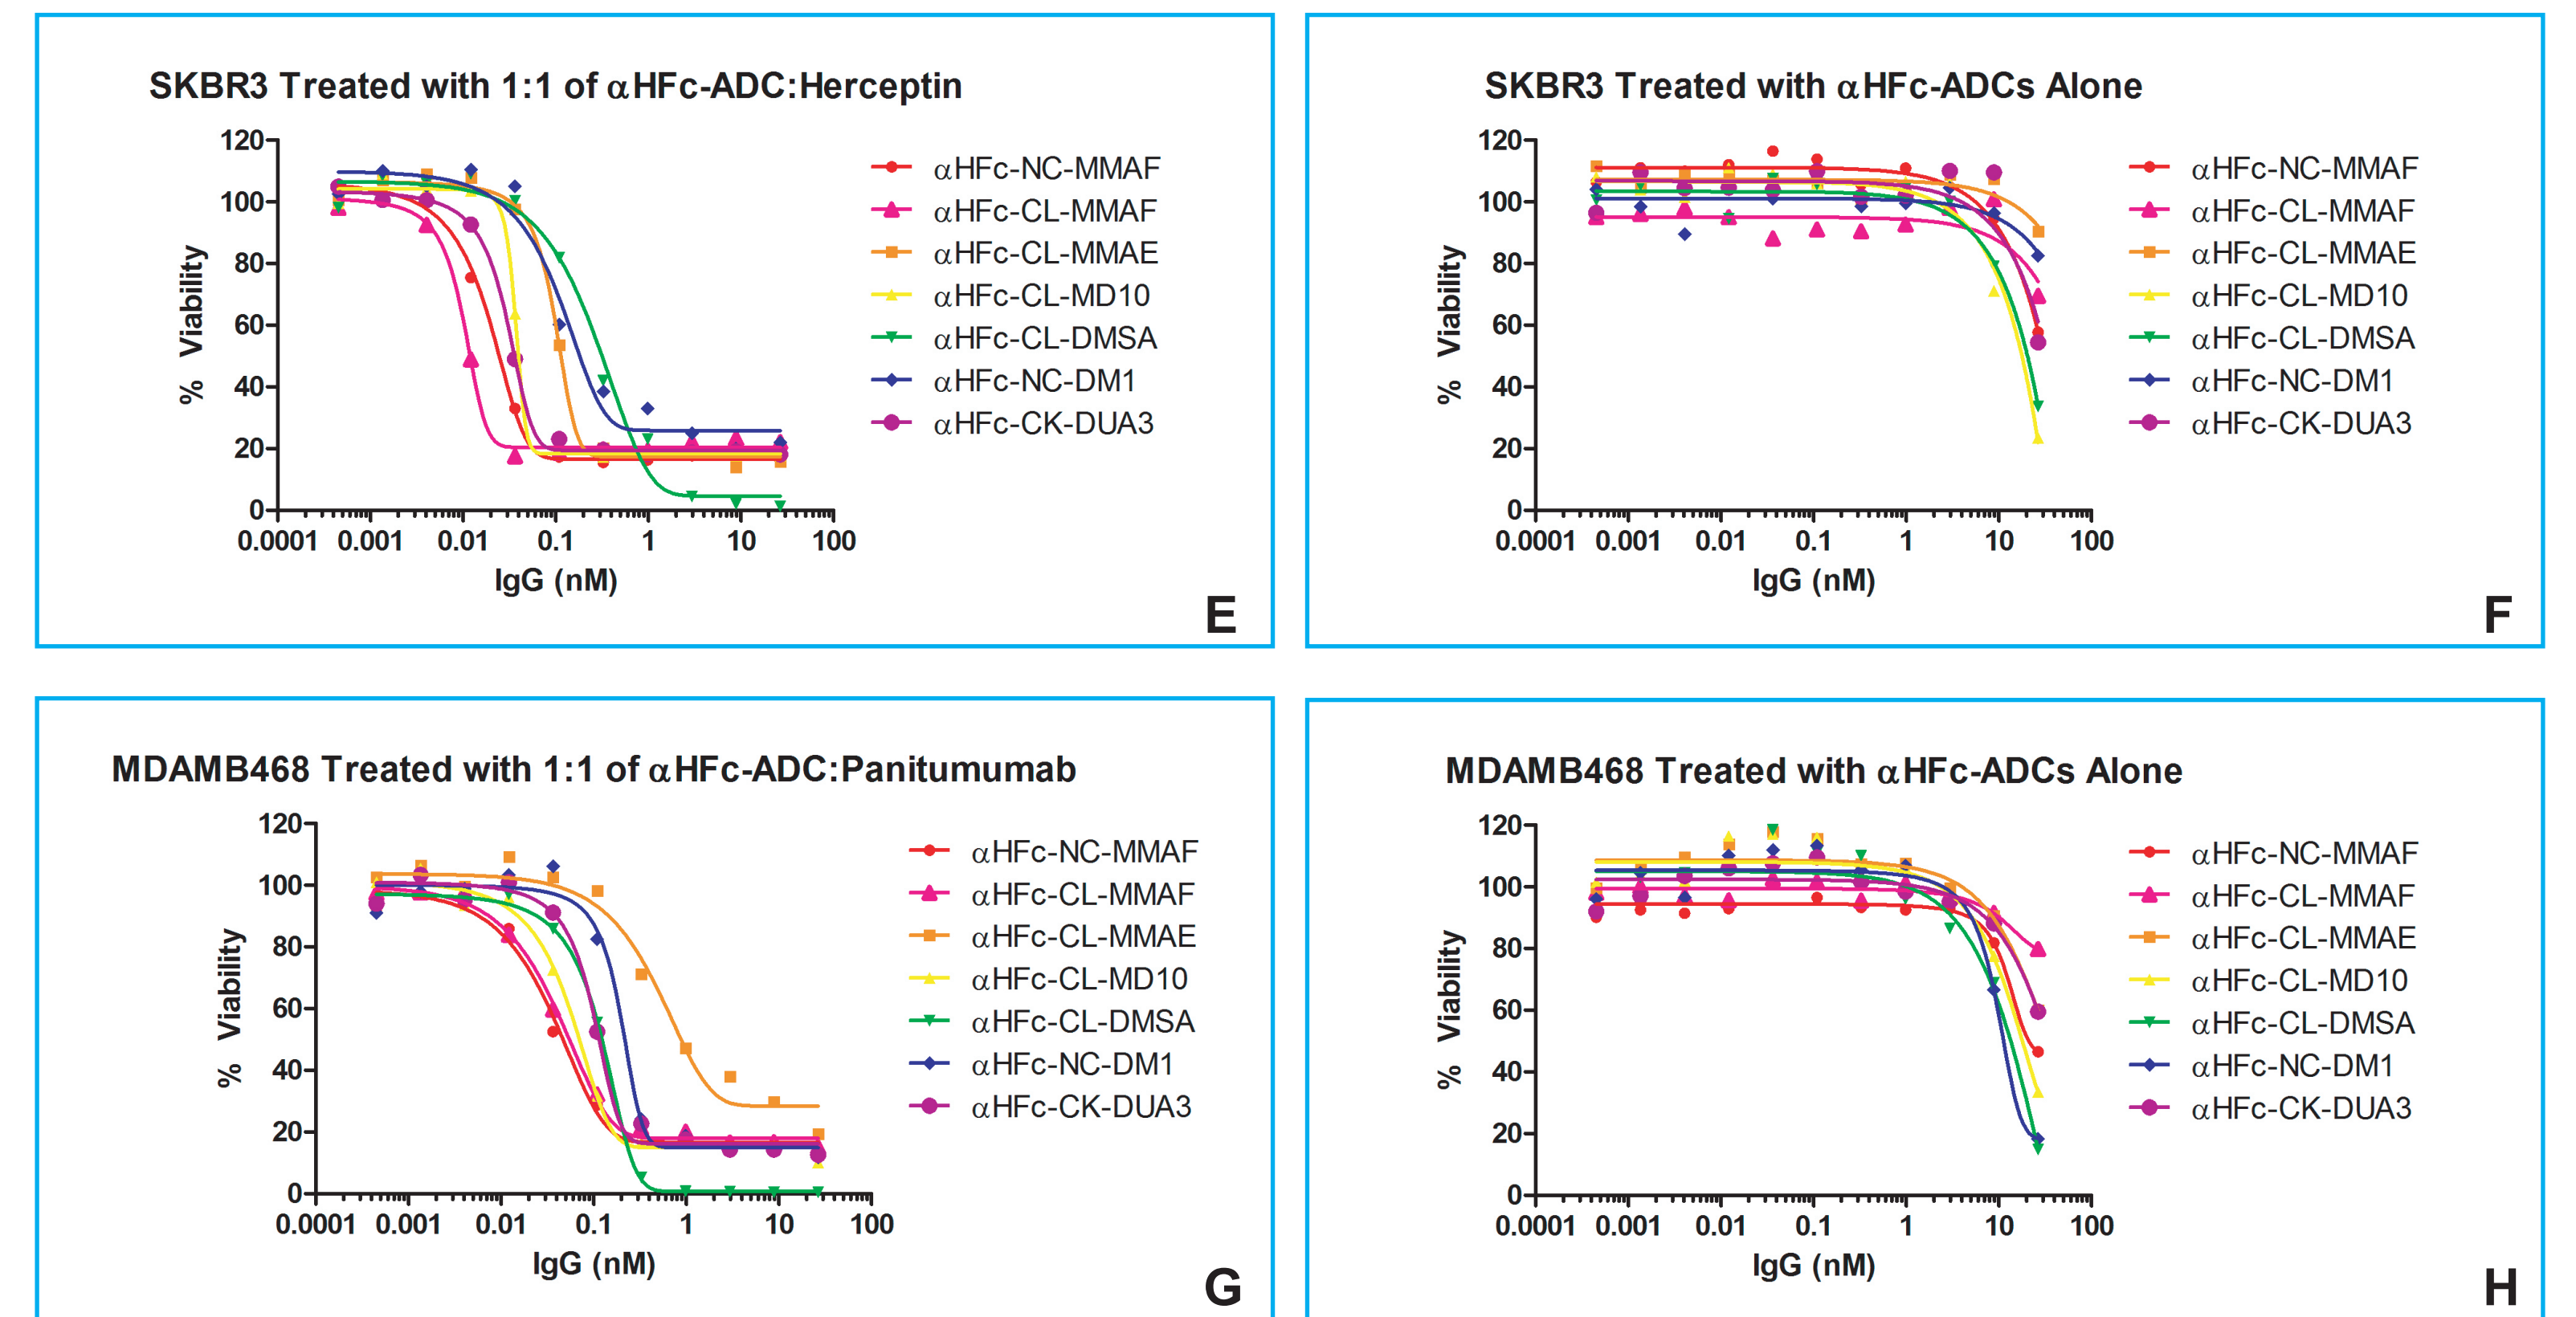 SKBR3 Treated with 1:1 of αHFc-ADC:Herceptin
120
100
80
60
40
20
0
% Viability
0.0001 0.001 0.01 0.1 1 10 100
IgG (nM)
αHFc-NC-MMAF
αHFc-CL-MMAF
αHFc-CL-MMAE
αHFc-CL-MD10
αHFc-CL-DMSA
αHFc-NC-DM1
αHFc-CK-DUA3
E
SKBR3 Treated with αHFc-ADCs Alone
120
100
80
60
40
20
0
% Viability
0.0001 0.001 0.01 0.1 1 10 100
IgG (nM)
αHFc-NC-MMAF
αHFc-CL-MMAF
αHFc-CL-MMAE
αHFc-CL-MD10
αHFc-CL-DMSA
αHFc-NC-DM1
αHFc-CK-DUA3
F
MDAMB468 Treated with 1:1 of αHFc-ADC:Panitumumab
120
100
80
60
40
20
0
% Viability
0.0001 0.001 0.01 0.1 1 10 100
IgG (nM)
αHFc-NC-MMAF
αHFc-CL-MMAF
αHFc-CL-MMAE
αHFc-CL-MD10
αHFc-CL-DMSA
αHFc-NC-DM1
αHFc-CK-DUA3
G
MDAMB468 Treated with αHFc-ADCs Alone
120
100
80
60
40
20
0
% Viability
0.0001 0.001 0.01 0.1 1 10 100
IgG (nM)
αHFc-NC-MMAF
αHFc-CL-MMAF
αHFc-CL-MMAE
αHFc-CL-MD10
αHFc-CL-DMSA
αHFc-NC-DM1
αHFc-CK-DUA3
H